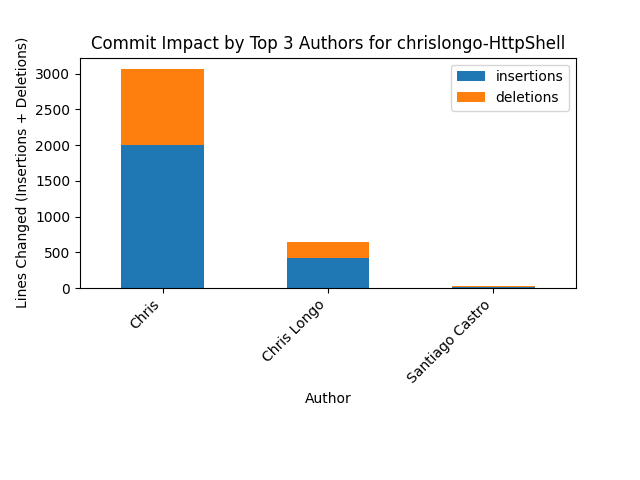 Commit Impact by Top 3 Authors for chrislongo-HttpShell
Lines Changed (Insertions + Deletions)
3000
2500
2000
1500
1000
500
0
insertions
deletions
Chris
Chris Longo
Santiago Castro
Author